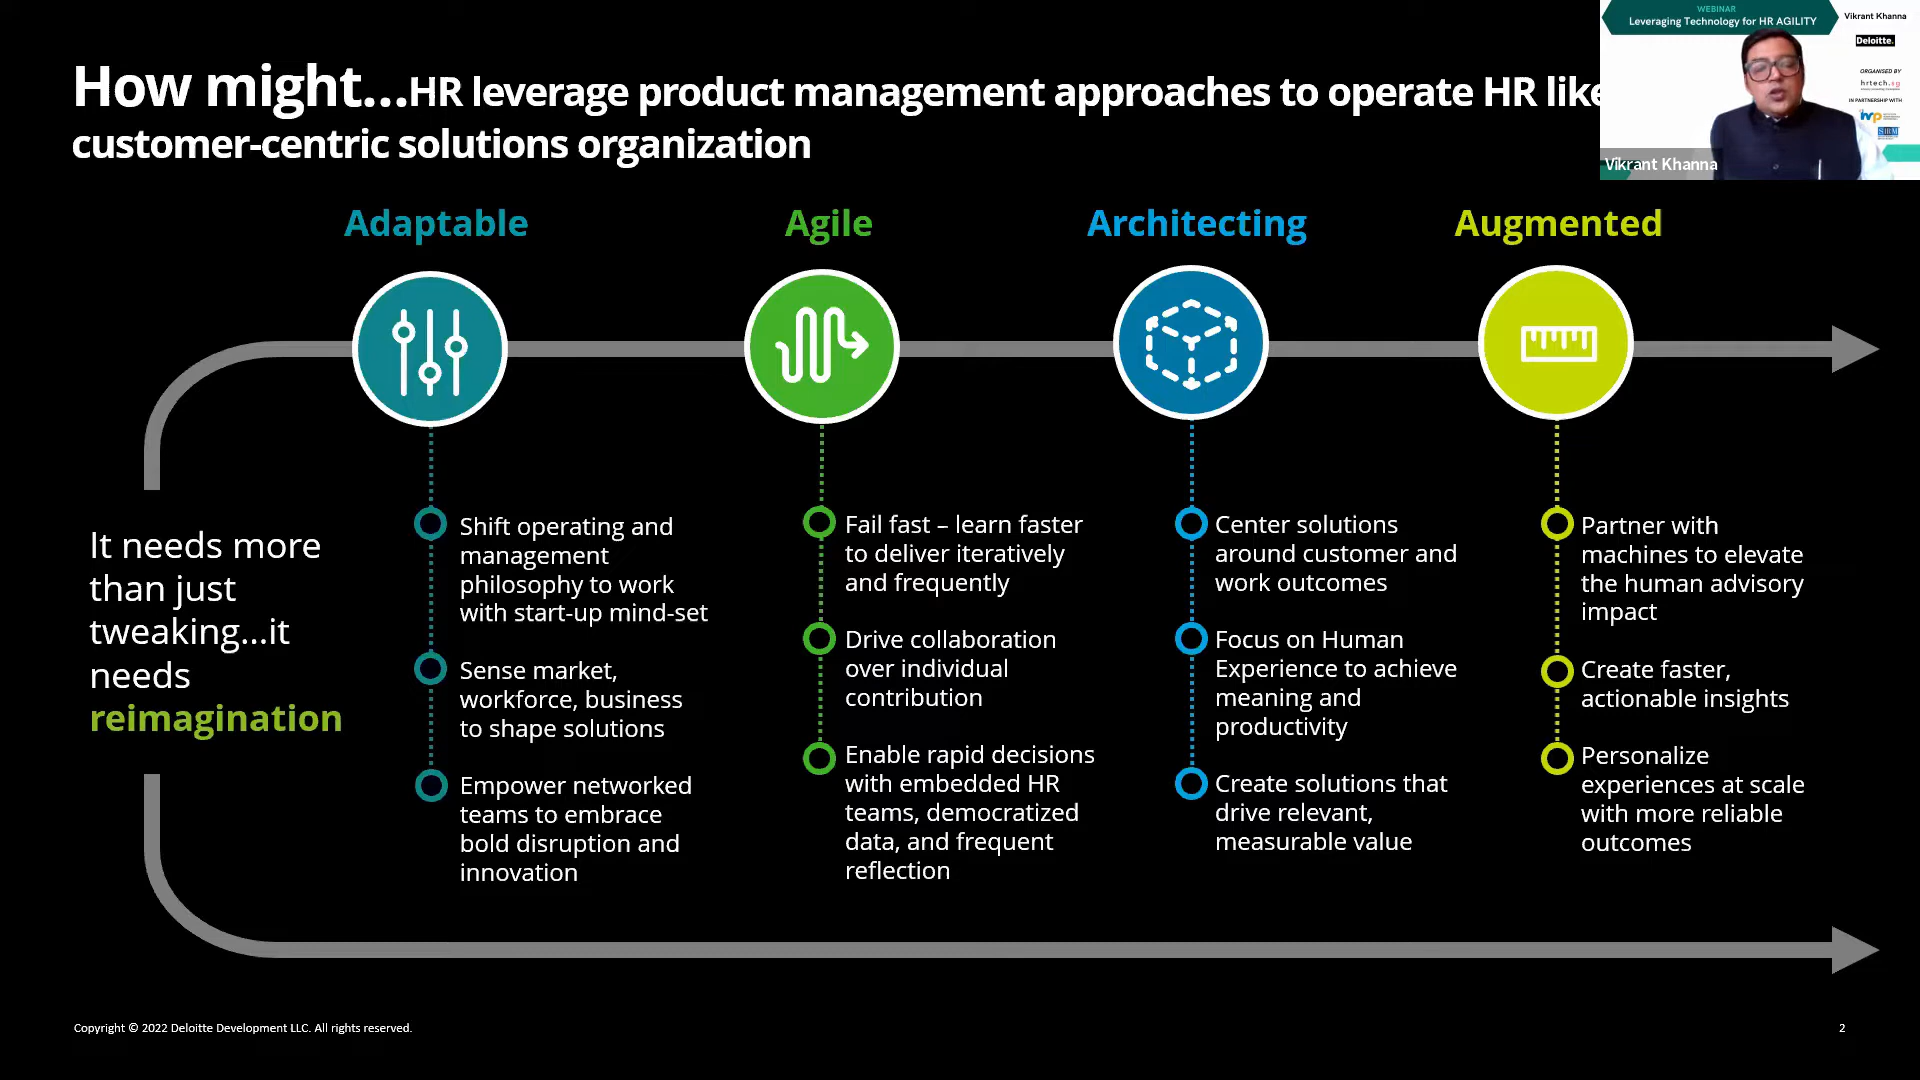 How might...HR leverage product management approaches to operate HR like
customer-centric solutions organization
WEBINAR
Leveraging Technology for HR AGILITY
Vikrant Khanna
Deloitte.
ORGANISED BY
hrtech.sg
IN PARTNERSHIP WITH
Vikrant Khanna
Adaptable
Agile
Architecting
Augmented
It needs more
than just
tweaking...it
needs
reimagination
Shift operating and
management
philosophy to work
with start-up mind-set
Sense market,
workforce, business
to shape solutions
Empower networked
teams to embrace
bold disruption and
innovation
Fail fast – learn faster
to deliver iteratively
and frequently
Drive collaboration
over individual
contribution
Enable rapid decisions
with embedded HR
teams, democratized
data, and frequent
reflection
Center solutions
around customer and
work outcomes
Focus on Human
Experience to achieve
meaning and
productivity
Create solutions that
drive relevant,
measurable value
Partner with
machines to elevate
the human advisory
impact
Create faster,
actionable insights
Personalize
experiences at scale
with more reliable
outcomes
Copyright © 2022 Deloitte Development LLC. All rights reserved.
2